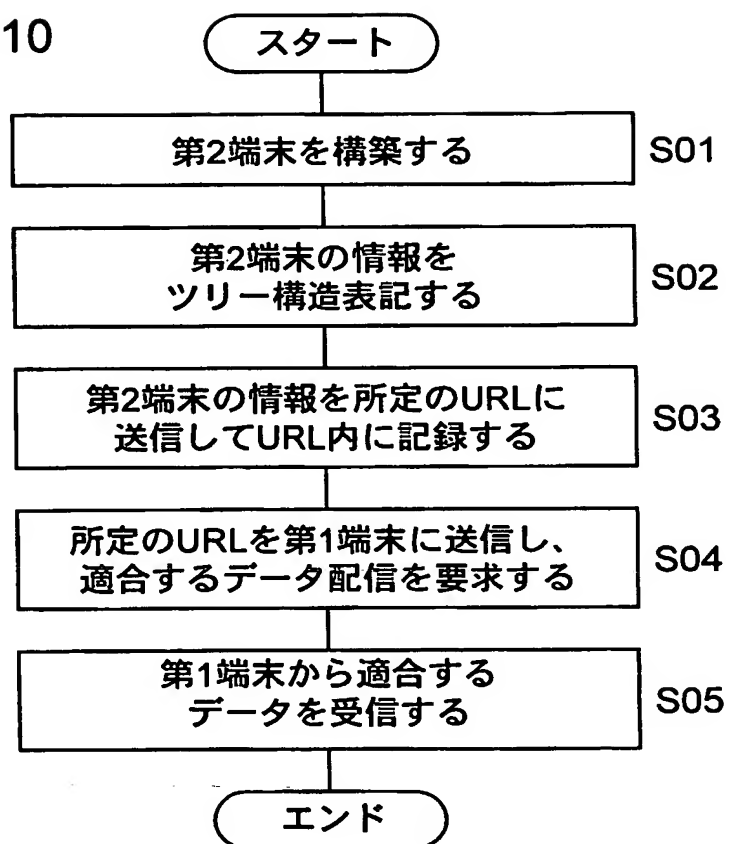 10
スタート
第2端末を構築する
S01
第2端末の情報を
ツリー構造表記する
S02
第2端末の情報を所定のURLに
送信してURL内に記録する
S03
所定のURLを第1端末に送信し、
適合するデータ配信を要求する
S04
第1端末から適合する
データを受信する
S05
エンド